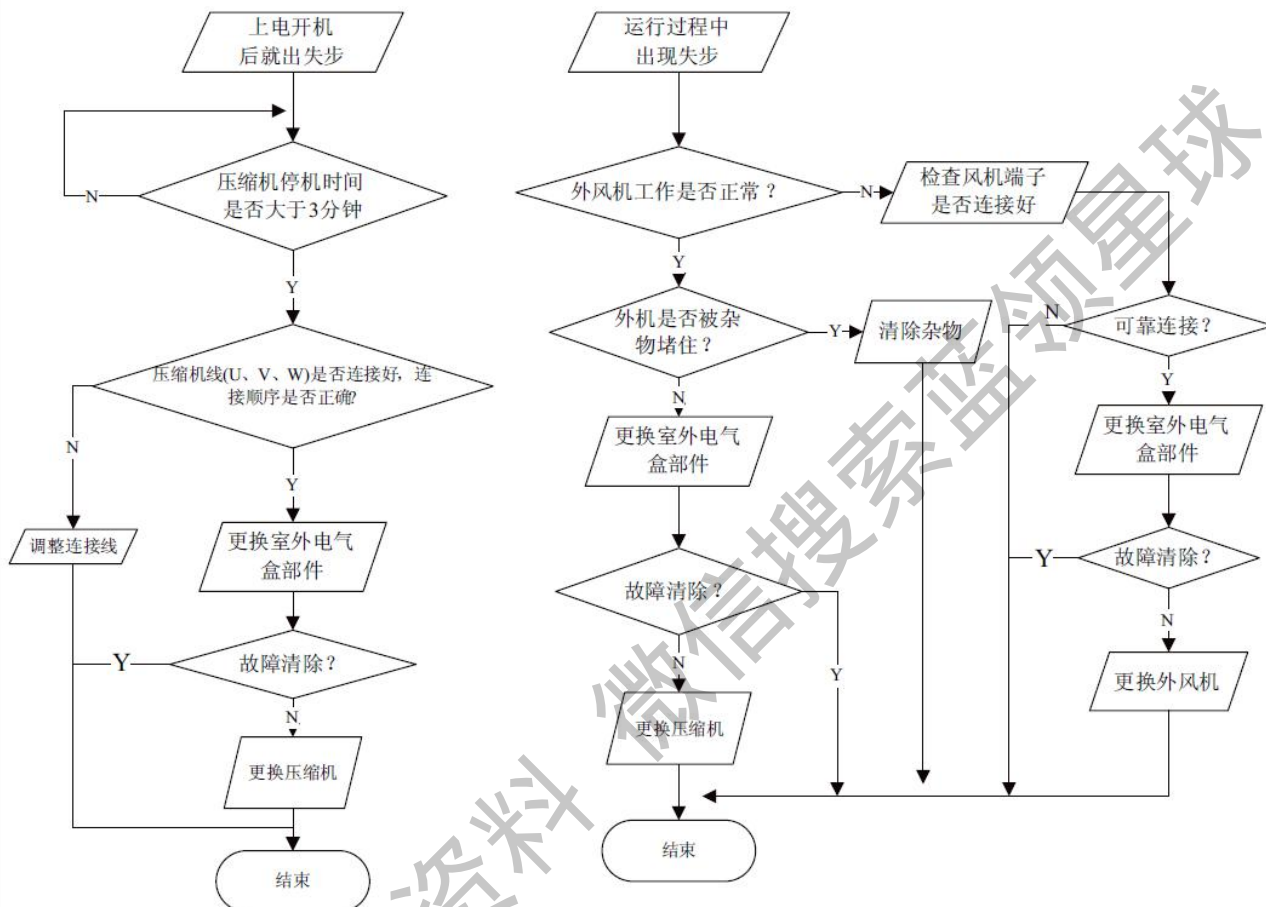 上电开机
后就出失步
压缩机停机时间
是否大于3分钟
N
Y
压缩机线(U、V、W)是否连接好，连
接顺序是否正确?
N
Y
调整连接线
更换室外电气
盒部件
故障清除？
Y
N
更换压缩机
结束
运行过程中
出现失步
外风机工作是否正常？
N
检查风机端子
是否连接好
Y
外机是否被杂
物堵住？
Y
清除杂物
N
可靠连接？
N
Y
更换室外电气
盒部件
更换室外电气
盒部件
故障清除？
Y
N
故障清除？
Y
N
更换压缩机
更换外风机
结束
资料 微信搜索蓝领星球